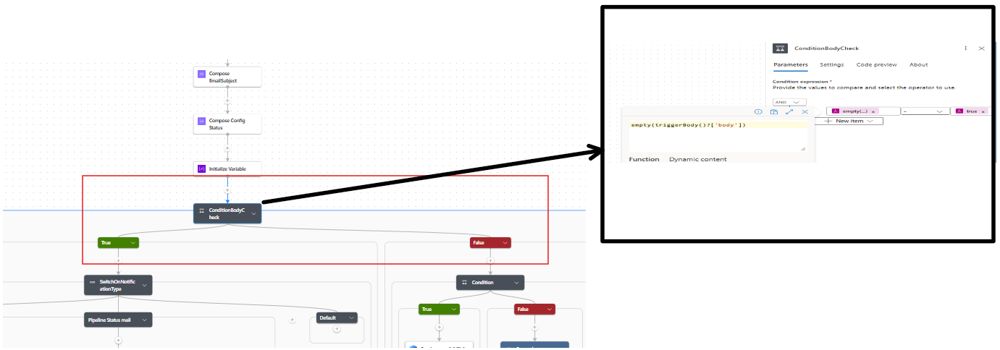 Compose
EmailSubject
Compose Config
Status
Initialize Variable
ConditionBodyC
heck
True
False
SwitchOnNotific
ationType
Condition
Pipeline Status mail
Default
True
False
ConditionBodyCheck
Parameters
Settings
Code preview
About
Condition expression *
Provide the values to compare and select the operator to use.
AND
empty(...) ×
=
true ×
New item
empty(triggerBody()?['body'])
Function
Dynamic content